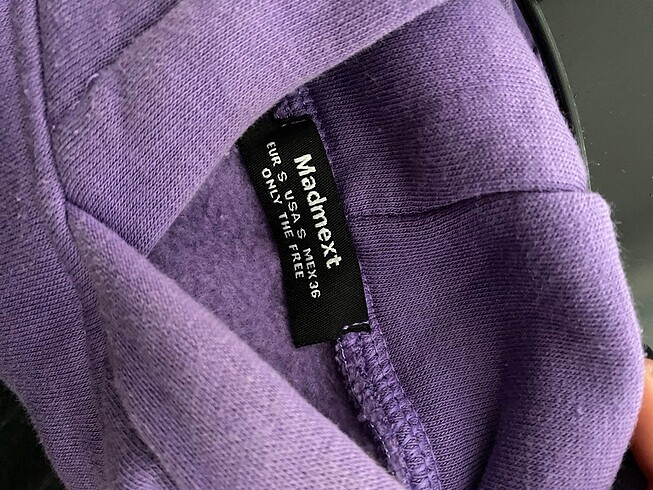 Madmext
EUR S USA S MEX36
ONLY THE FREE